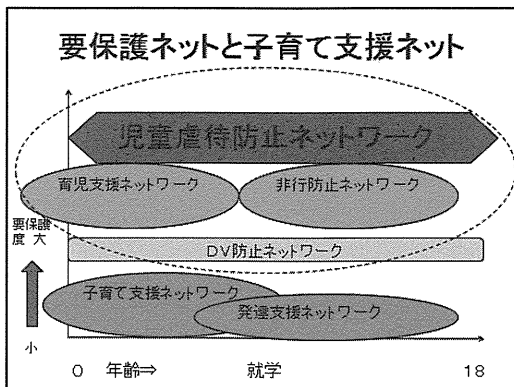 要保護ネットと子育て支援ネット
児童虐待防止ネットワーク
育児支援ネットワーク
非行防止ネットワーク
要保護
度 大
DV防止ネットワーク
子育て支援ネットワーク
発達支援ネットワーク
小
0 年齢⇒ 就学 18